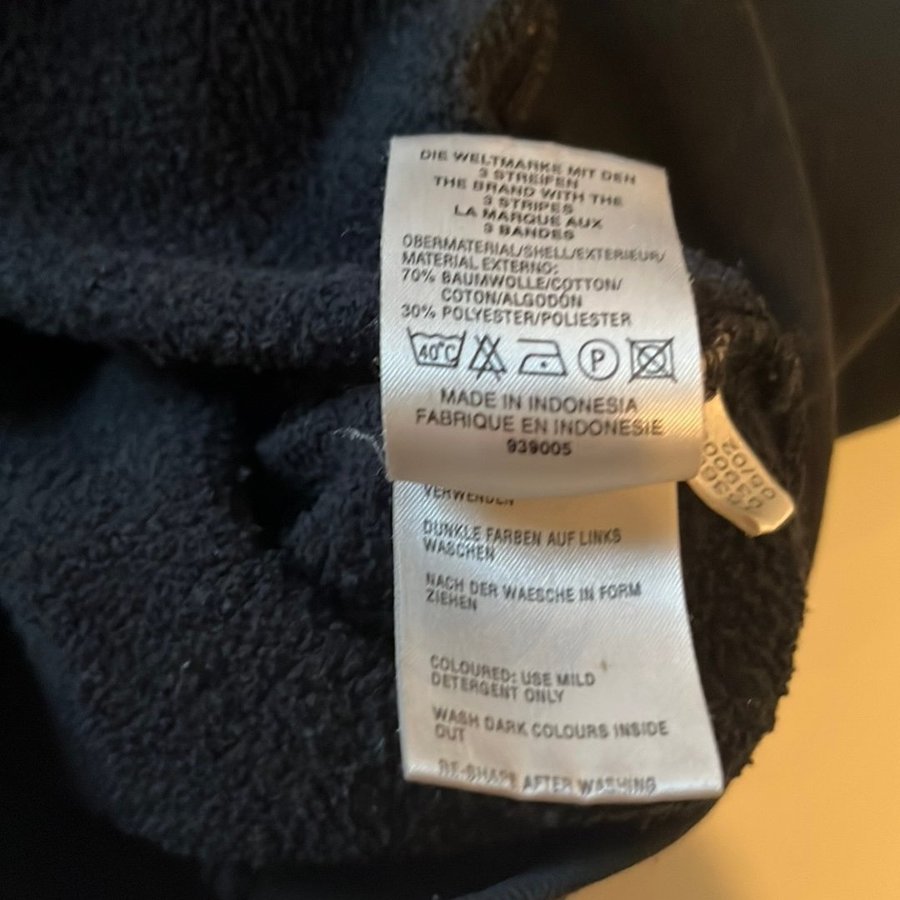 DIE WELTMARKE MIT DEN
3 STREIFEN
THE BRAND WITH THE
3 STRIPES
LA MARQUE AUX
3 BANDES
OBERMATERIAL/SHELL/EXTERIEUR/
MATERIAL EXTERNO:
70% BAUMWOLLE/COTTON/
COTON/ALGODÓN
30% POLYESTER/POLIESTER
40°C
P
MADE IN INDONESIA
FABRIQUE EN INDONESIE
939005
VERWENDEN
DUNKLE FARBEN AUF LINKS
WASCHEN
NACH DER WAESCHE IN FORM
ZIEHEN
COLOURED: USE MILD
DETERGENT ONLY
WASH DARK COLOURS INSIDE
OUT
RE-SHAPE AFTER WASHING
05/02